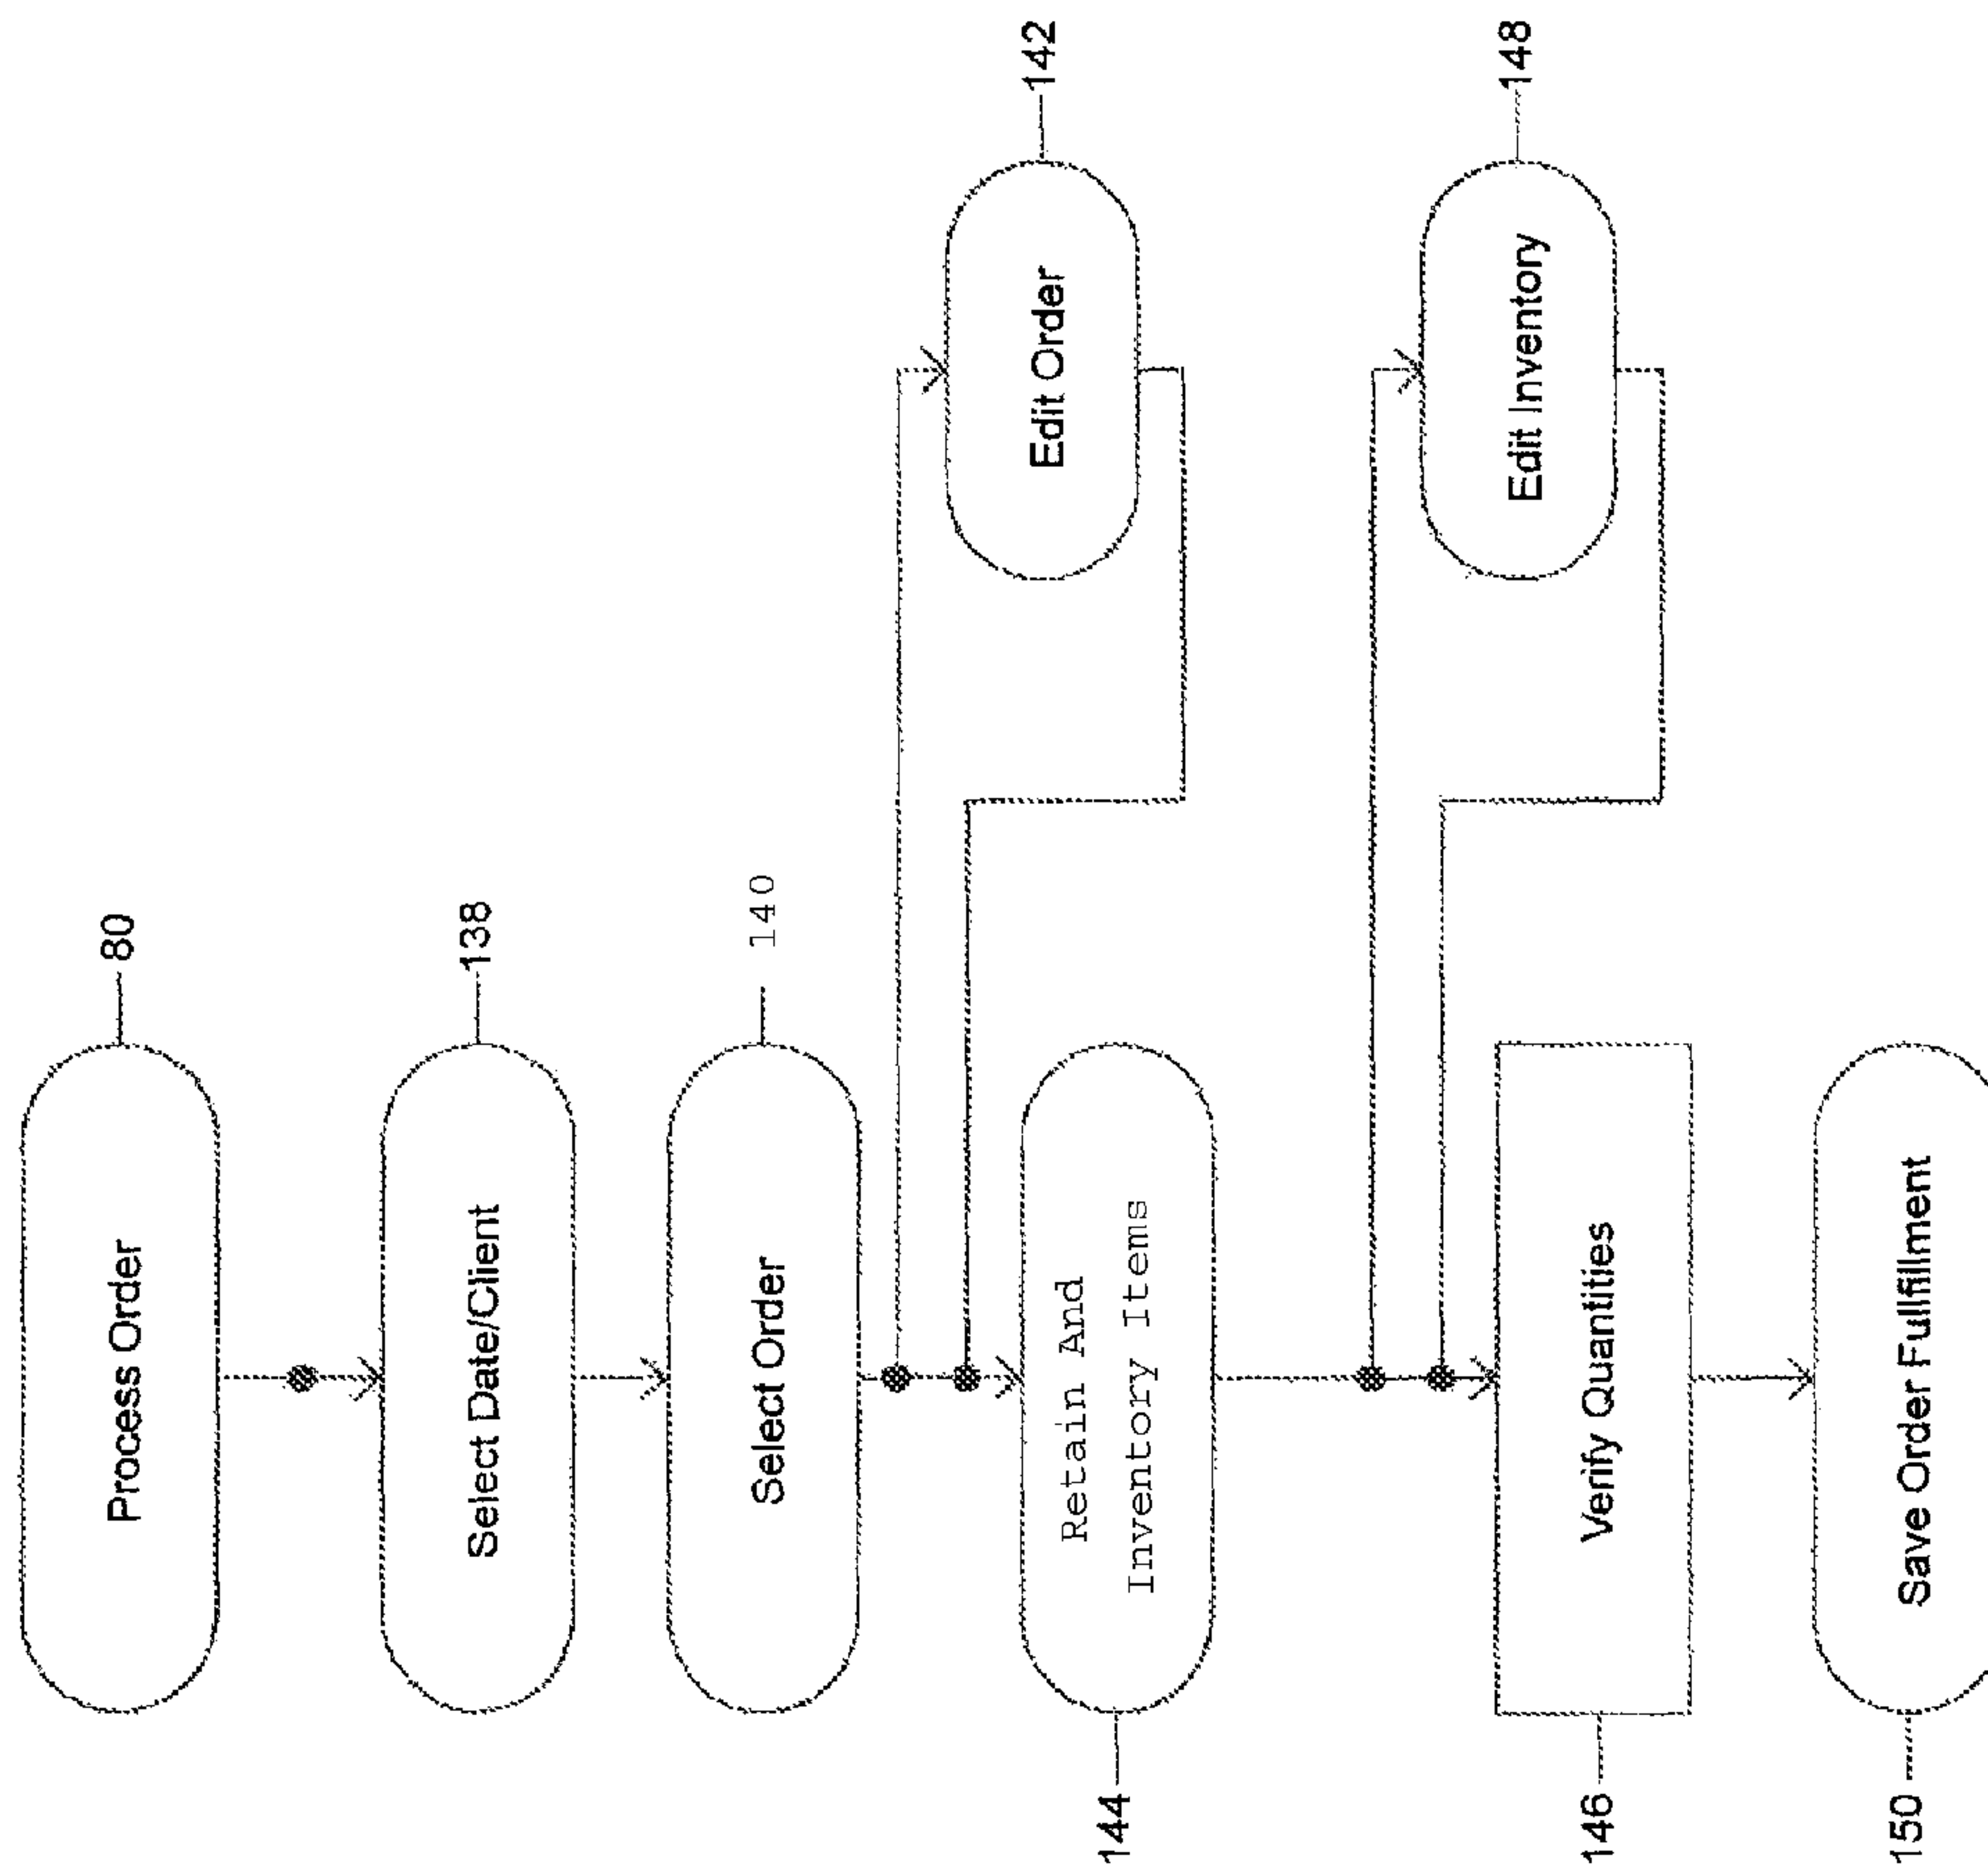 Process Order
80
Select Date/Client
138
Select Order
140
Edit Order
142
Retain And
Inventory Items
144
Edit Inventory
148
Verify Quantities
146
Save Order Fullfillment
150